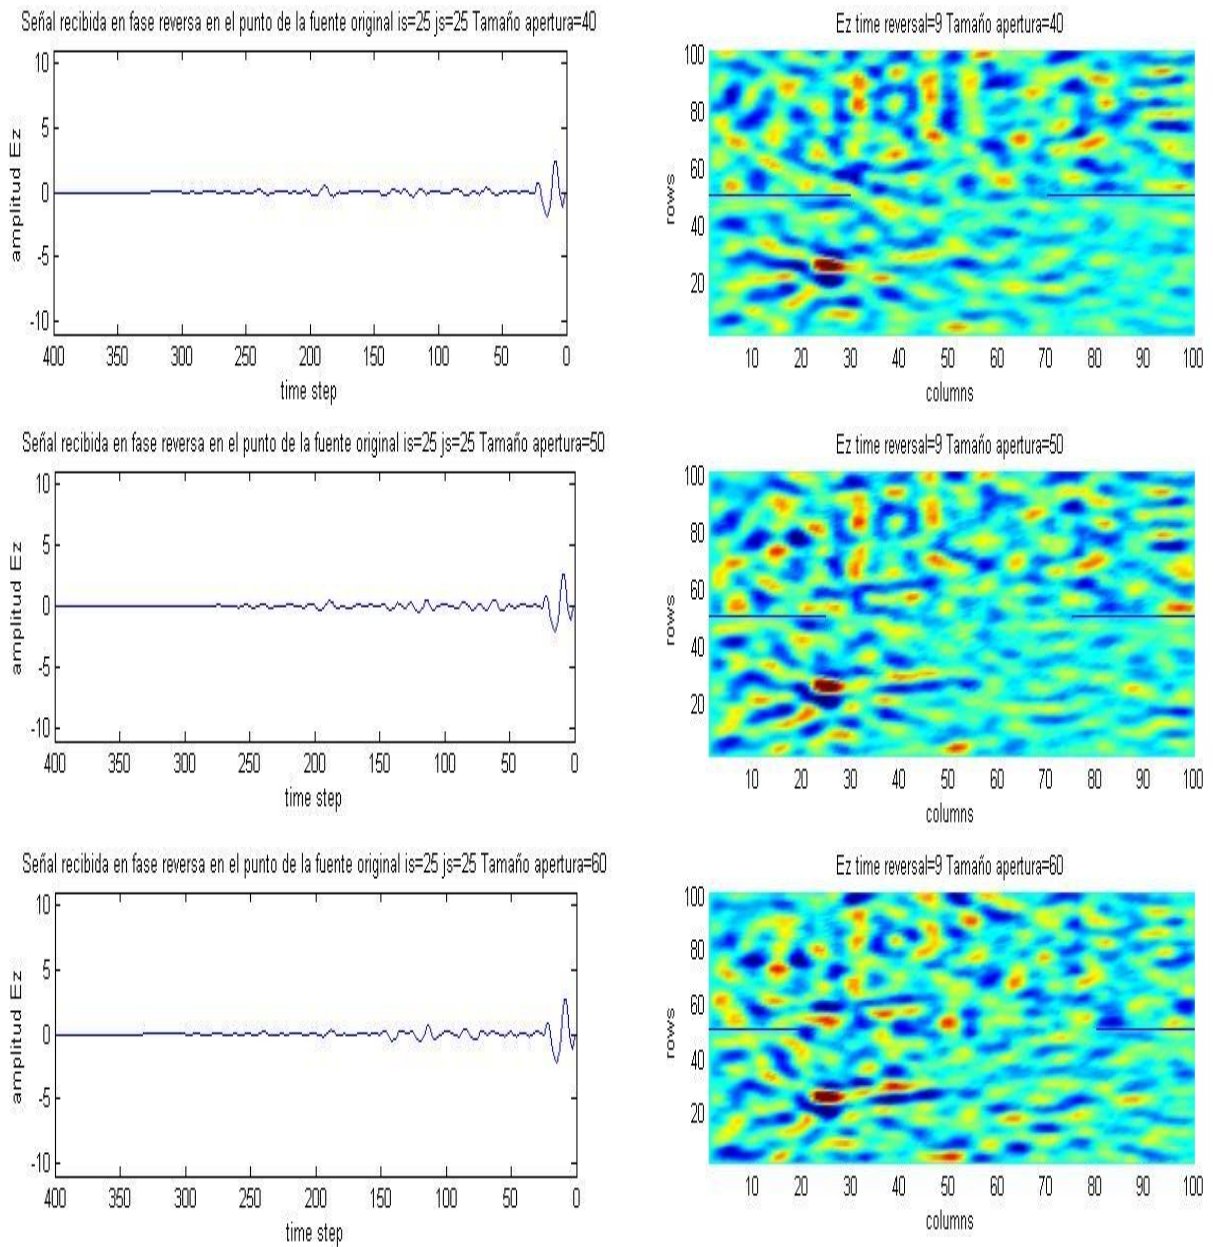 Señal recibida en fase reversa en el punto de la fuente original is=25 js=25 Tamaño apertura=40
10
5
0
-5
-10
amplitud Ez
400 350 300 250 200 150 100 50 0
time step
Ez time reversal=9 Tamaño apertura=40
100
80
60
40
20
rows
10 20 30 40 50 60 70 80 90 100
columns
Señal recibida en fase reversa en el punto de la fuente original is=25 js=25 Tamaño apertura=50
10
5
0
-5
-10
amplitud Ez
400 350 300 250 200 150 100 50 0
time step
Ez time reversal=9 Tamaño apertura=50
100
80
60
40
20
rows
10 20 30 40 50 60 70 80 90 100
columns
Señal recibida en fase reversa en el punto de la fuente original is=25 js=25 Tamaño apertura=60
10
5
0
-5
-10
amplitud Ez
400 350 300 250 200 150 100 50 0
time step
Ez time reversal=9 Tamaño apertura=60
100
80
60
40
20
rows
10 20 30 40 50 60 70 80 90 100
columns